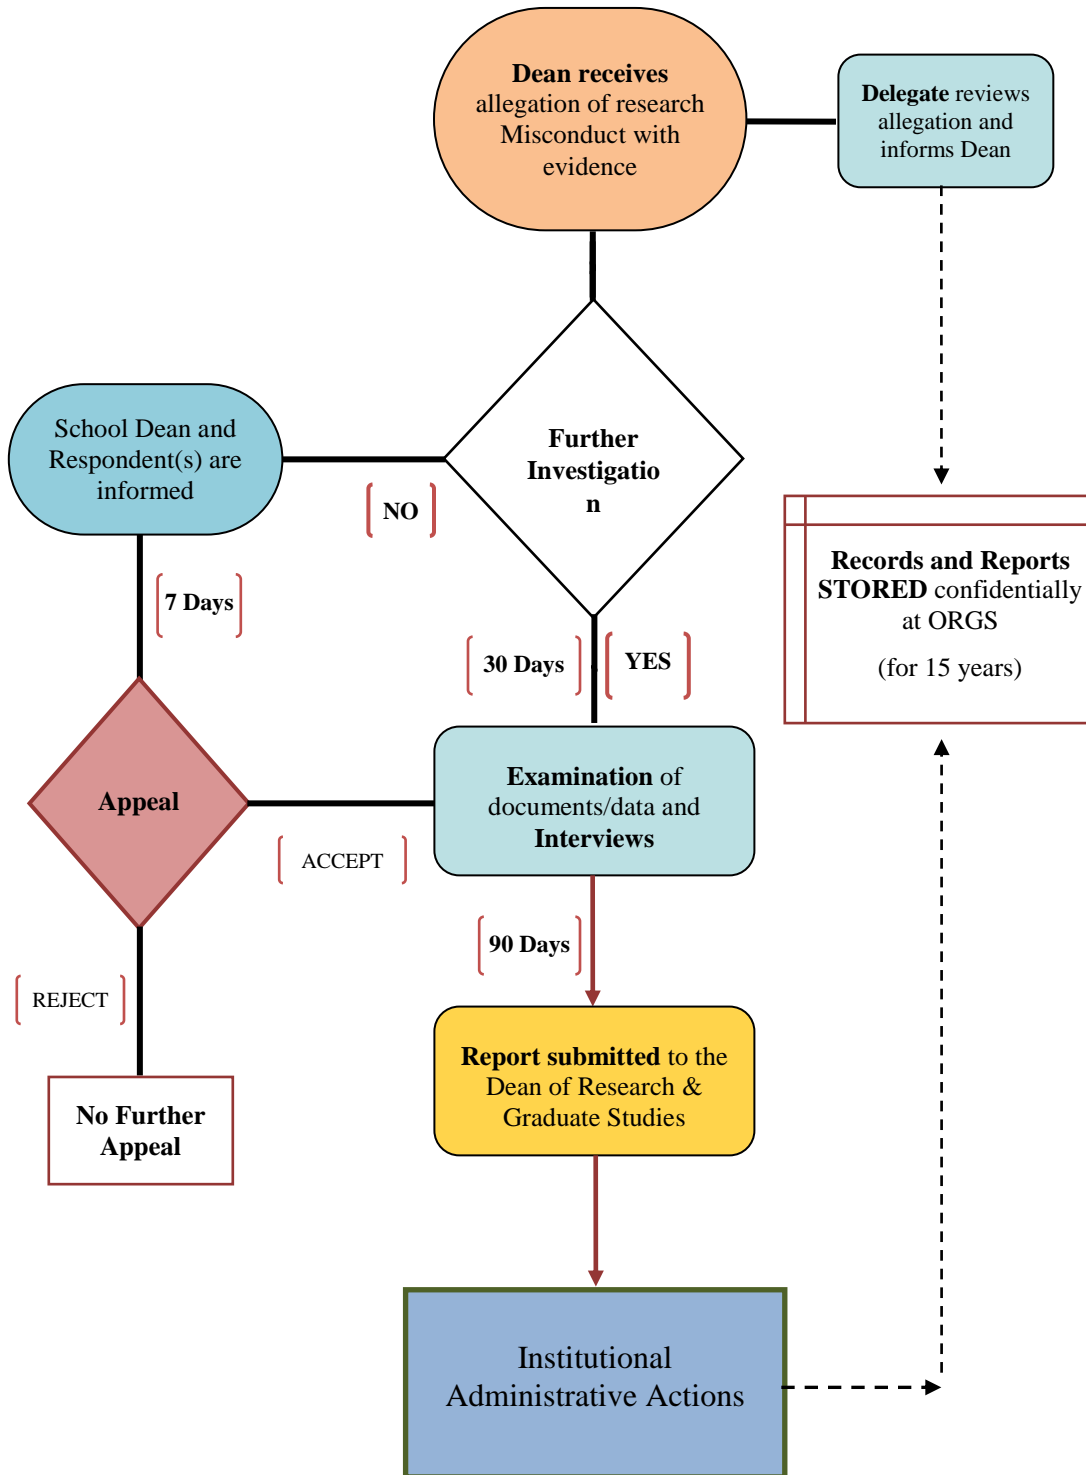 Dean receives
allegation of research
Misconduct with
evidence
Delegate reviews
allegation and
informs Dean
Further
Investigatio
n
School Dean and
Respondent(s) are
informed
NO
7 Days
30 Days
YES
Records and Reports
STORED confidentially
at ORGS
(for 15 years)
Appeal
ACCEPT
Examination of
documents/data and
Interviews
90 Days
REJECT
No Further
Appeal
Report submitted to the
Dean of Research &
Graduate Studies
Institutional
Administrative Actions